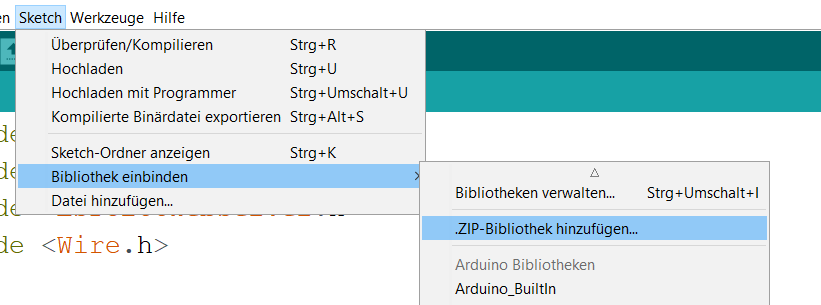 en Sketch Werkzeuge Hilfe
Überprüfen/Kompilieren Strg+R
Hochladen Strg+U
Hochladen mit Programmer Strg+Umschalt+U
Kompilierte Binärdatei exportieren Strg+Alt+S
Sketch-Ordner anzeigen Strg+K
Bibliothek einbinden
Datei hinzufügen...
Bibliotheken verwalten... Strg+Umschalt+I
.ZIP-Bibliothek hinzufügen...
Arduino Bibliotheken
Arduino_BuiltIn
de
de
de
de <Wire.h>